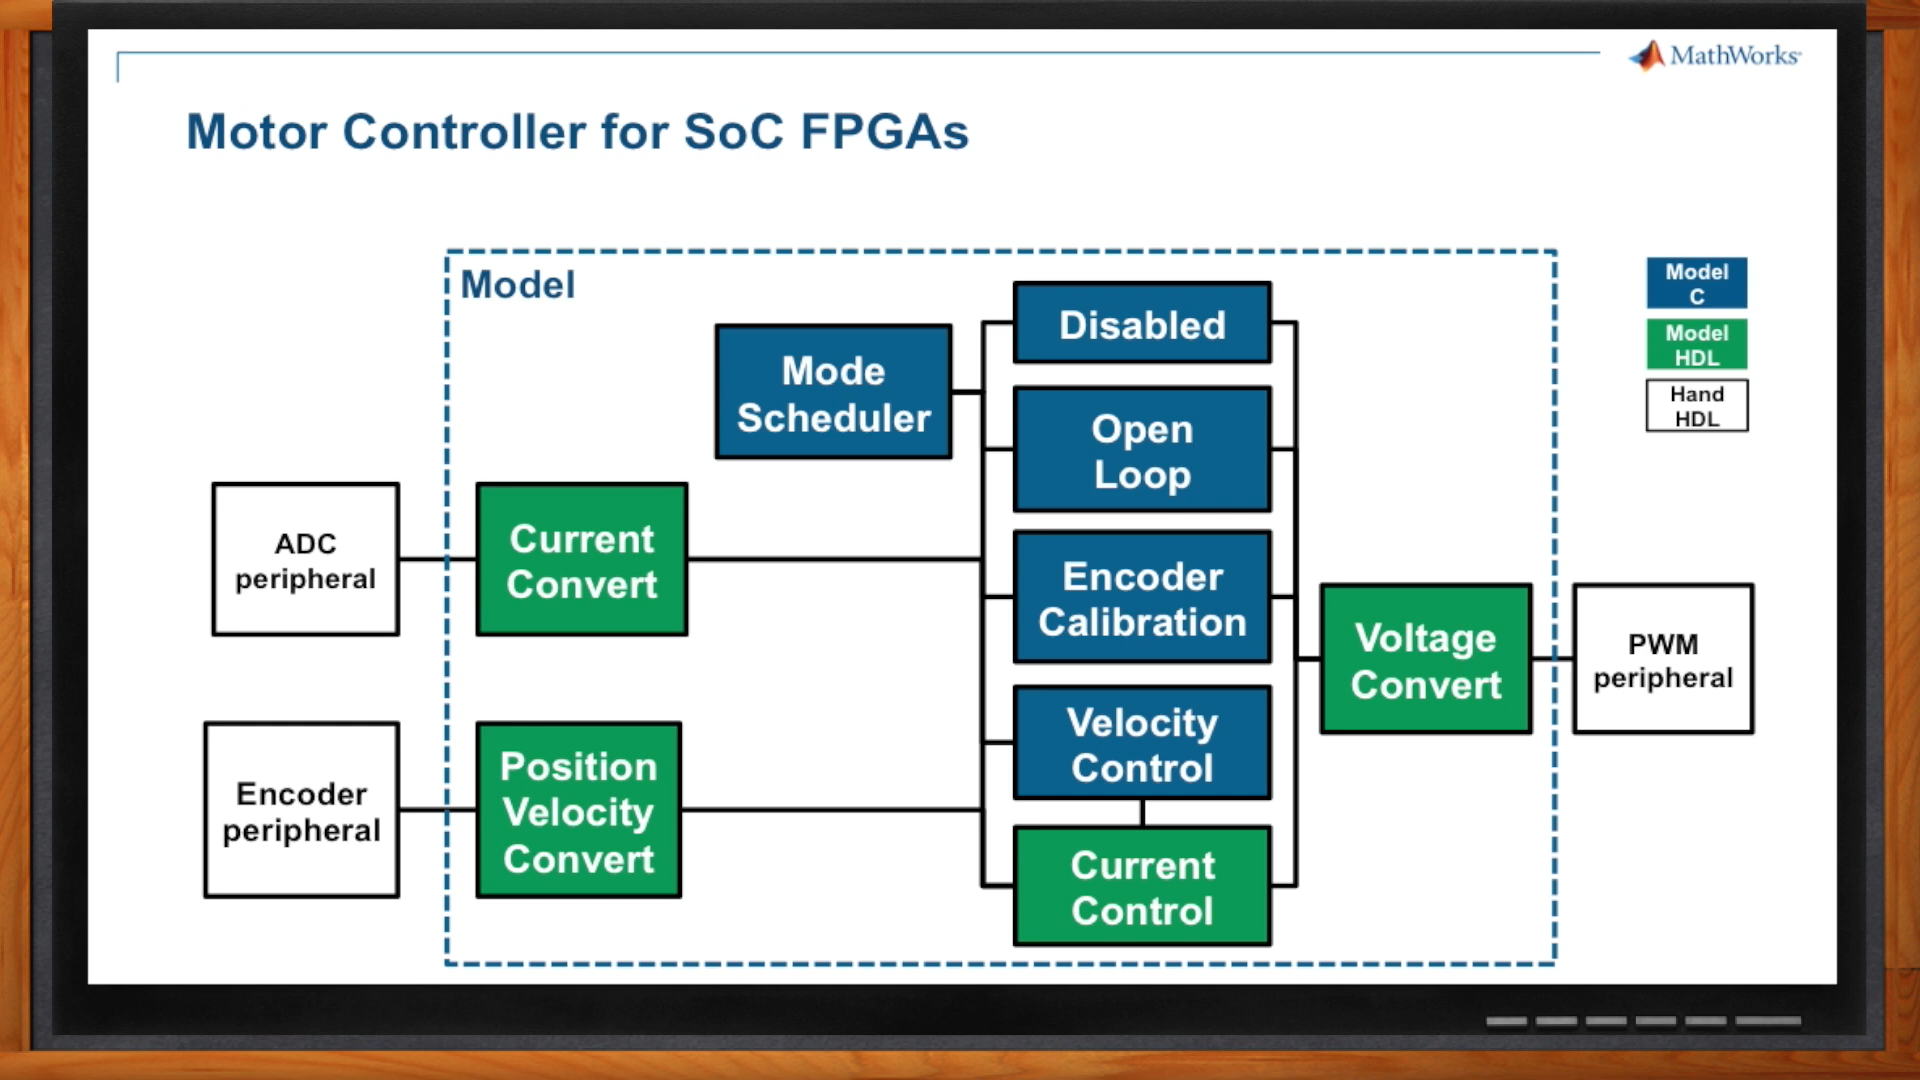 MathWorks
Motor Controller for SoC FPGAs
Model
Model
C
Model
HDL
Hand
HDL
Disabled
Mode
Scheduler
Open
Loop
ADC
peripheral
Current
Convert
Encoder
Calibration
Voltage
Convert
PWM
peripheral
Encoder
peripheral
Position
Velocity
Convert
Velocity
Control
Current
Control